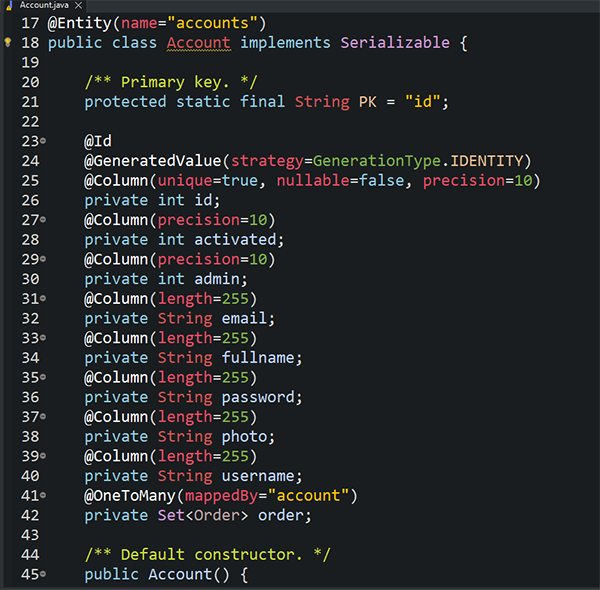 Account.java
17 @Entity(name="accounts")
18 public class Account implements Serializable {
19
20     /** Primary key. */
21     protected static final String PK = "id";
22
23     @Id
24     @GeneratedValue(strategy=GenerationType.IDENTITY)
25     @Column(unique=true, nullable=false, precision=10)
26     private int id;
27     @Column(precision=10)
28     private int activated;
29     @Column(precision=10)
30     private int admin;
31     @Column(length=255)
32     private String email;
33     @Column(length=255)
34     private String fullname;
35     @Column(length=255)
36     private String password;
37     @Column(length=255)
38     private String photo;
39     @Column(length=255)
40     private String username;
41     @OneToMany(mappedBy="account")
42     private Set<Order> order;
43
44     /** Default constructor. */
45     public Account() {